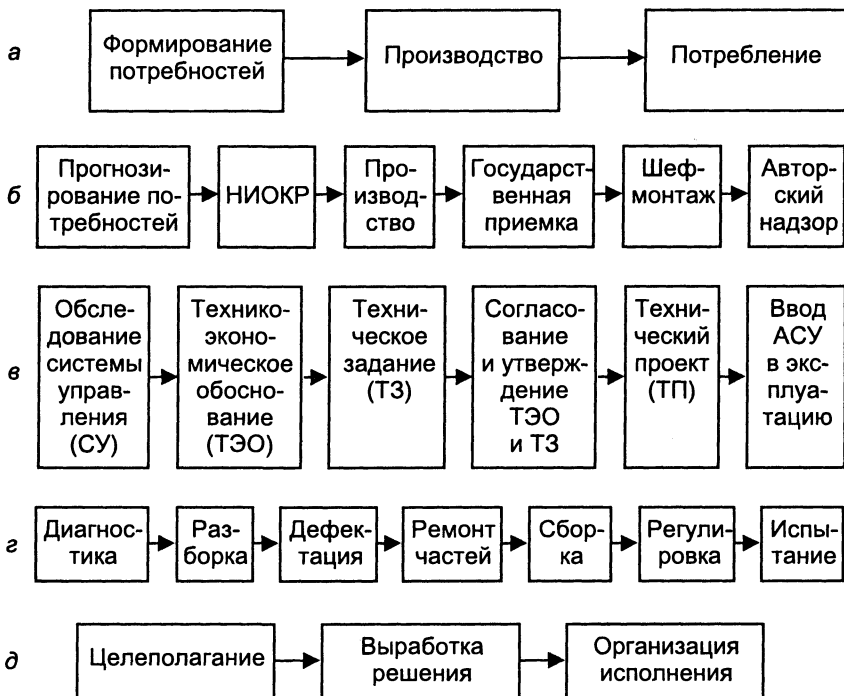 а
Формирование
потребностей
Производство
Потребление
б
Прогнози-
рование по-
требностей
НИОКР
Про-
извод-
ство
Государст-
венная
приемка
Шеф-
монтаж
Автор-
ский
надзор
в
Обсле-
дование
системы
управ-
ления
(СУ)
Технико-
эконо-
мическое
обосно-
вание
(ТЭО)
Техни-
ческое
задание
(ТЗ)
Согласо-
вание
и утверж-
дение
ТЭО
и ТЗ
Техни-
ческий
проект
(ТП)
Ввод
АСУ
в экс-
плуа-
тацию
г
Диагнос-
тика
Раз-
борка
Дефек-
тация
Ремонт
частей
Сбор-
ка
Регули-
ровка
Испы-
тание
д
Целеполагание
Выработка
решения
Организация
исполнения